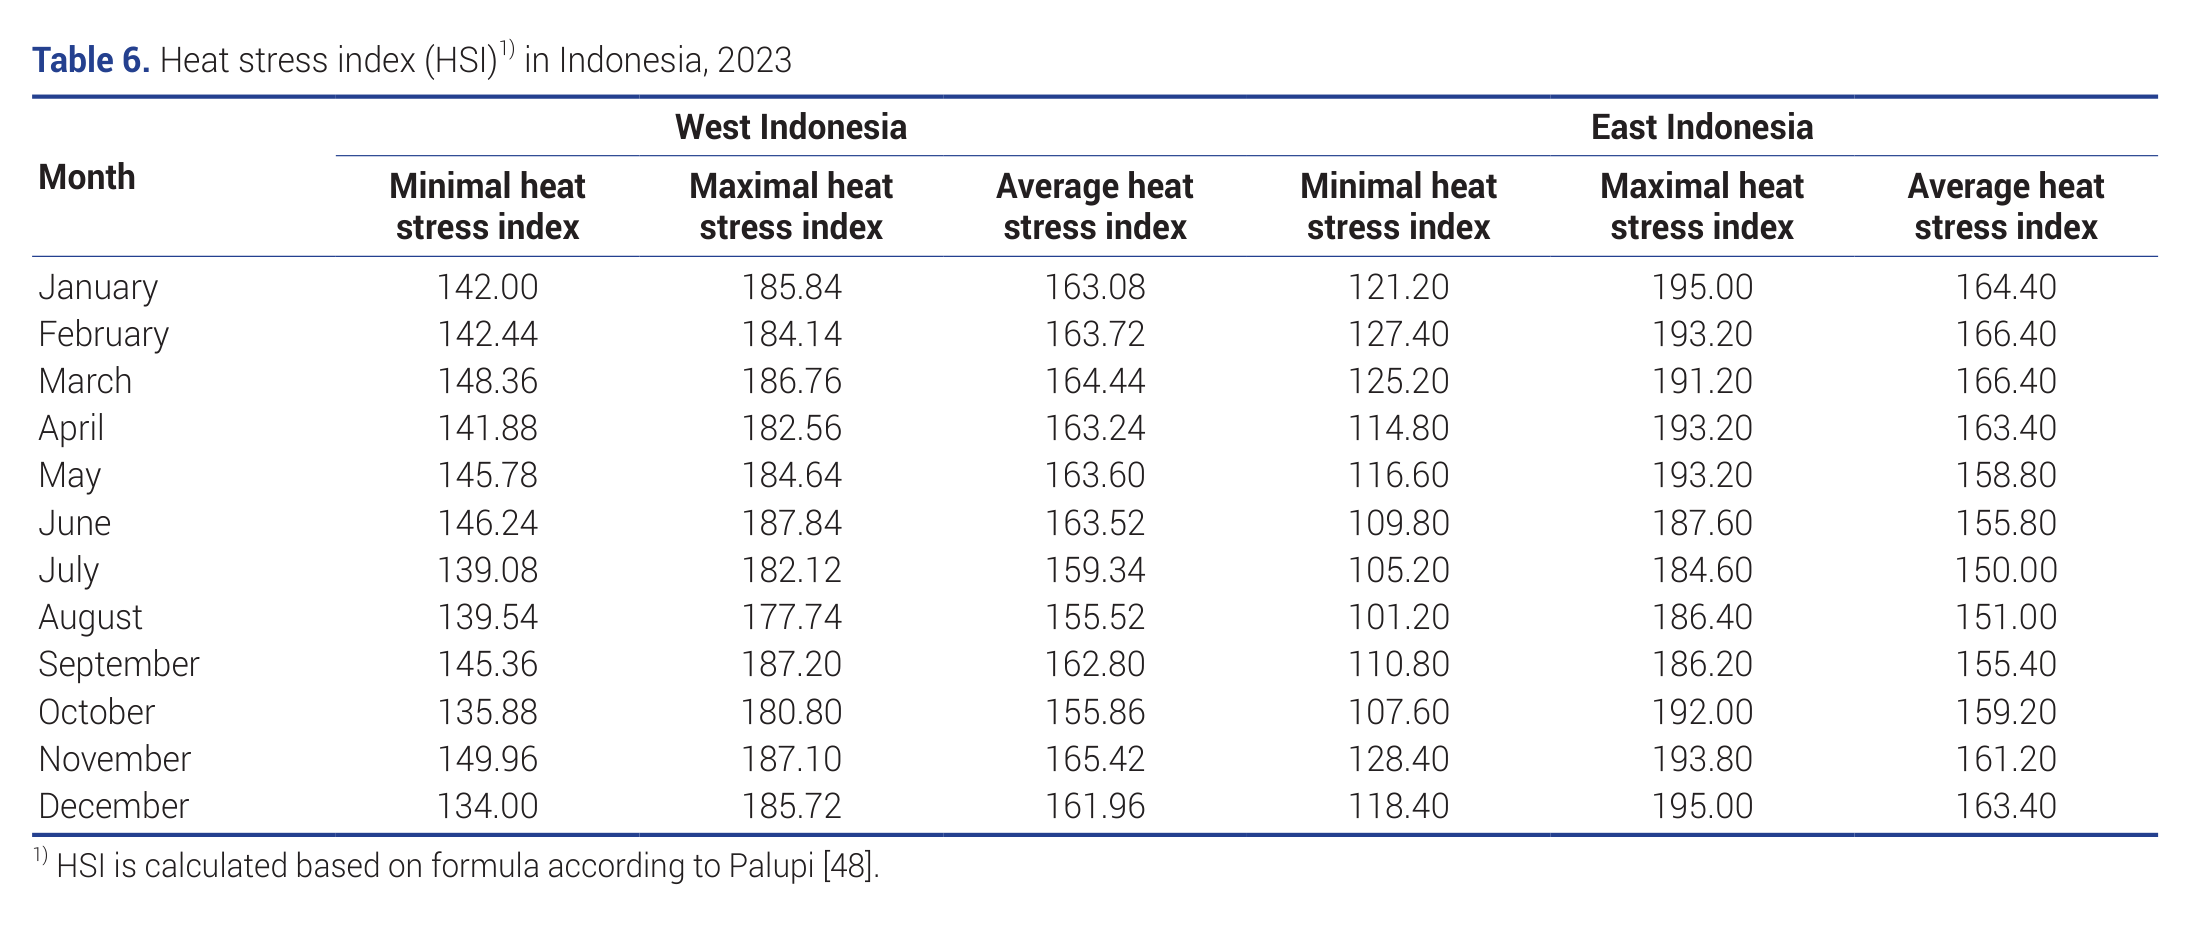 Table 6. Heat stress index (HSI)1) in Indonesia, 2023
Month West Indonesia East Indonesia
Minimal heat stress index Maximal heat stress index Average heat stress index Minimal heat stress index Maximal heat stress index Average heat stress index
January 142.00 185.84 163.08 121.20 195.00 164.40
February 142.44 184.14 163.72 127.40 193.20 166.40
March 148.36 186.76 164.44 125.20 191.20 166.40
April 141.88 182.56 163.24 114.80 193.20 163.40
May 145.78 184.64 163.60 116.60 193.20 158.80
June 146.24 187.84 163.52 109.80 187.60 155.80
July 139.08 182.12 159.34 105.20 184.60 150.00
August 139.54 177.74 155.52 101.20 186.40 151.00
September 145.36 187.20 162.80 110.80 186.20 155.40
October 135.88 180.80 155.86 107.60 192.00 159.20
November 149.96 187.10 165.42 128.40 193.80 161.20
December 134.00 185.72 161.96 118.40 195.00 163.40
1) HSI is calculated based on formula according to Palupi [48].